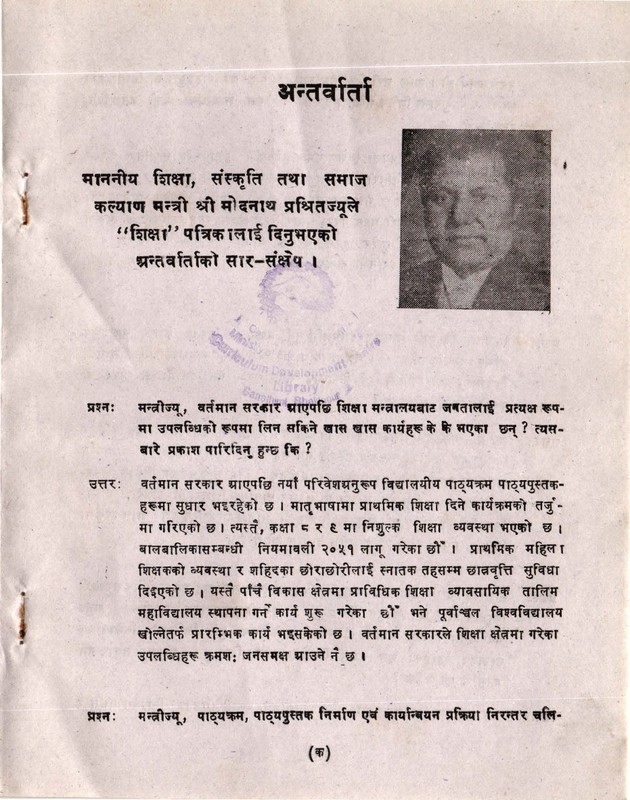 अन्तर्वार्ता
माननीय शिक्षा, संस्कृति तथा समाज
कल्याण मन्त्री श्री मोदनाथ प्रश्रितज्यूले
“शिक्षा” पत्रिकालाई दिनुभएको
अन्तर्वार्ताको सार-संक्षेप ।
Curriculum Development Centre
Library
प्रश्न: मन्त्रीज्यू, वर्तमान सरकार आएपछि शिक्षा मन्त्रालयबाट जनतालाई प्रत्यक्ष रूप-
मा उपलब्धिको रूपमा लिन सकिने खास खास कार्यहरू के कै भएका छन् ? त्यस-
बारे प्रकाश पारिदिनु हुन्छ कि ?
उत्तर: वर्तमान सरकार आएपछि नयाँ परिवेशअनुरूप विद्यालयीय पाठ्यक्रम पाठ्यपुस्तक-
हरूमा सुधार भइरहेको छ । मातृभाषामा प्राथमिक शिक्षा दिने कार्यक्रमको तर्जु-
मा गरिएको छ । त्यस्तै, कक्षा ८ र ९ मा निशुल्क शिक्षा व्यवस्था भएको छ ।
बालबालिकासम्बन्धी नियमावली २०५१ लागू गरेका छौँ । प्राथमिक महिला
शिक्षकको व्यवस्था र शहिदका छोराछोरीलाई स्नातक तहसम्म छात्रवृत्ति सुविधा
दिइएको छ । यस्तै पाँचै विकास क्षेत्रमा प्राविधिक शिक्षा व्यावसायिक तालिम
महाविद्यालय स्थापना गर्ने कार्य शुरू गरेका छौँ भने पूर्वाञ्चल विश्वविद्यालय
खोल्नेतर्फ प्रारम्भिक कार्य भइसकेको छ । वर्तमान सरकारले शिक्षा क्षेत्रमा गरेका
उपलब्धिहरू क्रमश: जनसमक्ष आउने नै छ ।
प्रश्न: मन्त्रीज्यू, पाठ्यक्रम, पाठ्यपुस्तक निर्माण एवं कार्यान्वयन प्रक्रिया निरन्तर चलि-
(क)